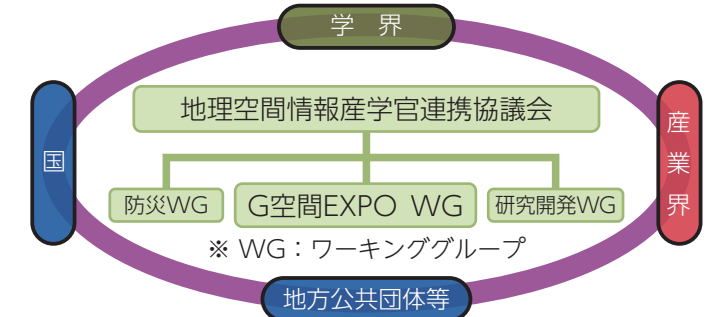 学 界
地理空間情報産学官連携協議会
国
産業界
防災WG
G空間EXPO WG
研究開発WG
※ WG：ワーキンググループ
地方公共団体等